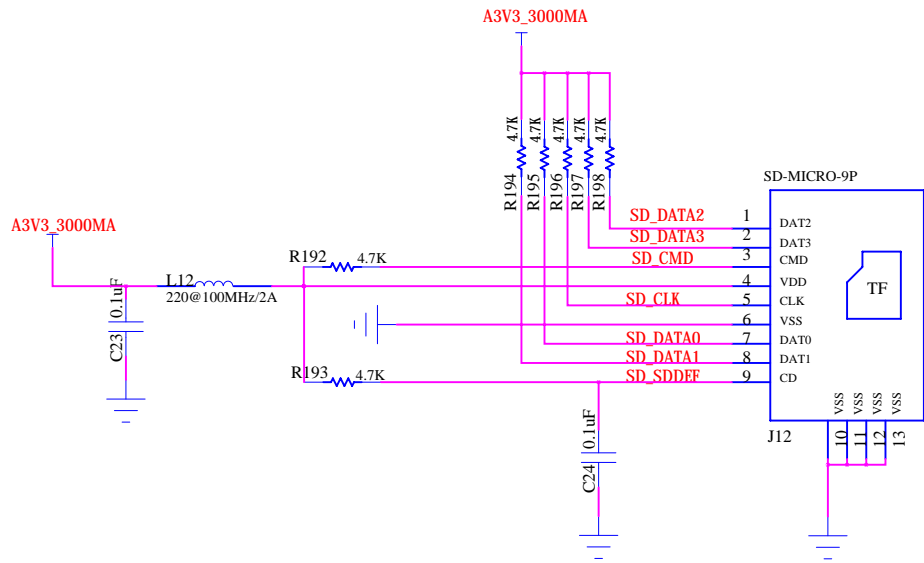 A3V3_3000MA
4.7K
4.7K
4.7K
4.7K
4.7K
R194
R195
R196
R197
R198
SD-MICRO-9P
A3V3_3000MA
SD_DATA2 1 DAT2
SD_DATA3 2 DAT3
R192 4.7K SD_CMD 3 CMD
L12
220@100MHz/2A
4 VDD
SD_CLK 5 CLK
TF
C23 0.1uF
6 VSS
SD_DATA0 7 DAT0
SD_DATA1 8 DAT1
R193 4.7K SD_SDDEF 9 CD
VSS
VSS
VSS
VSS
J12
10
11
12
13
C24 0.1uF